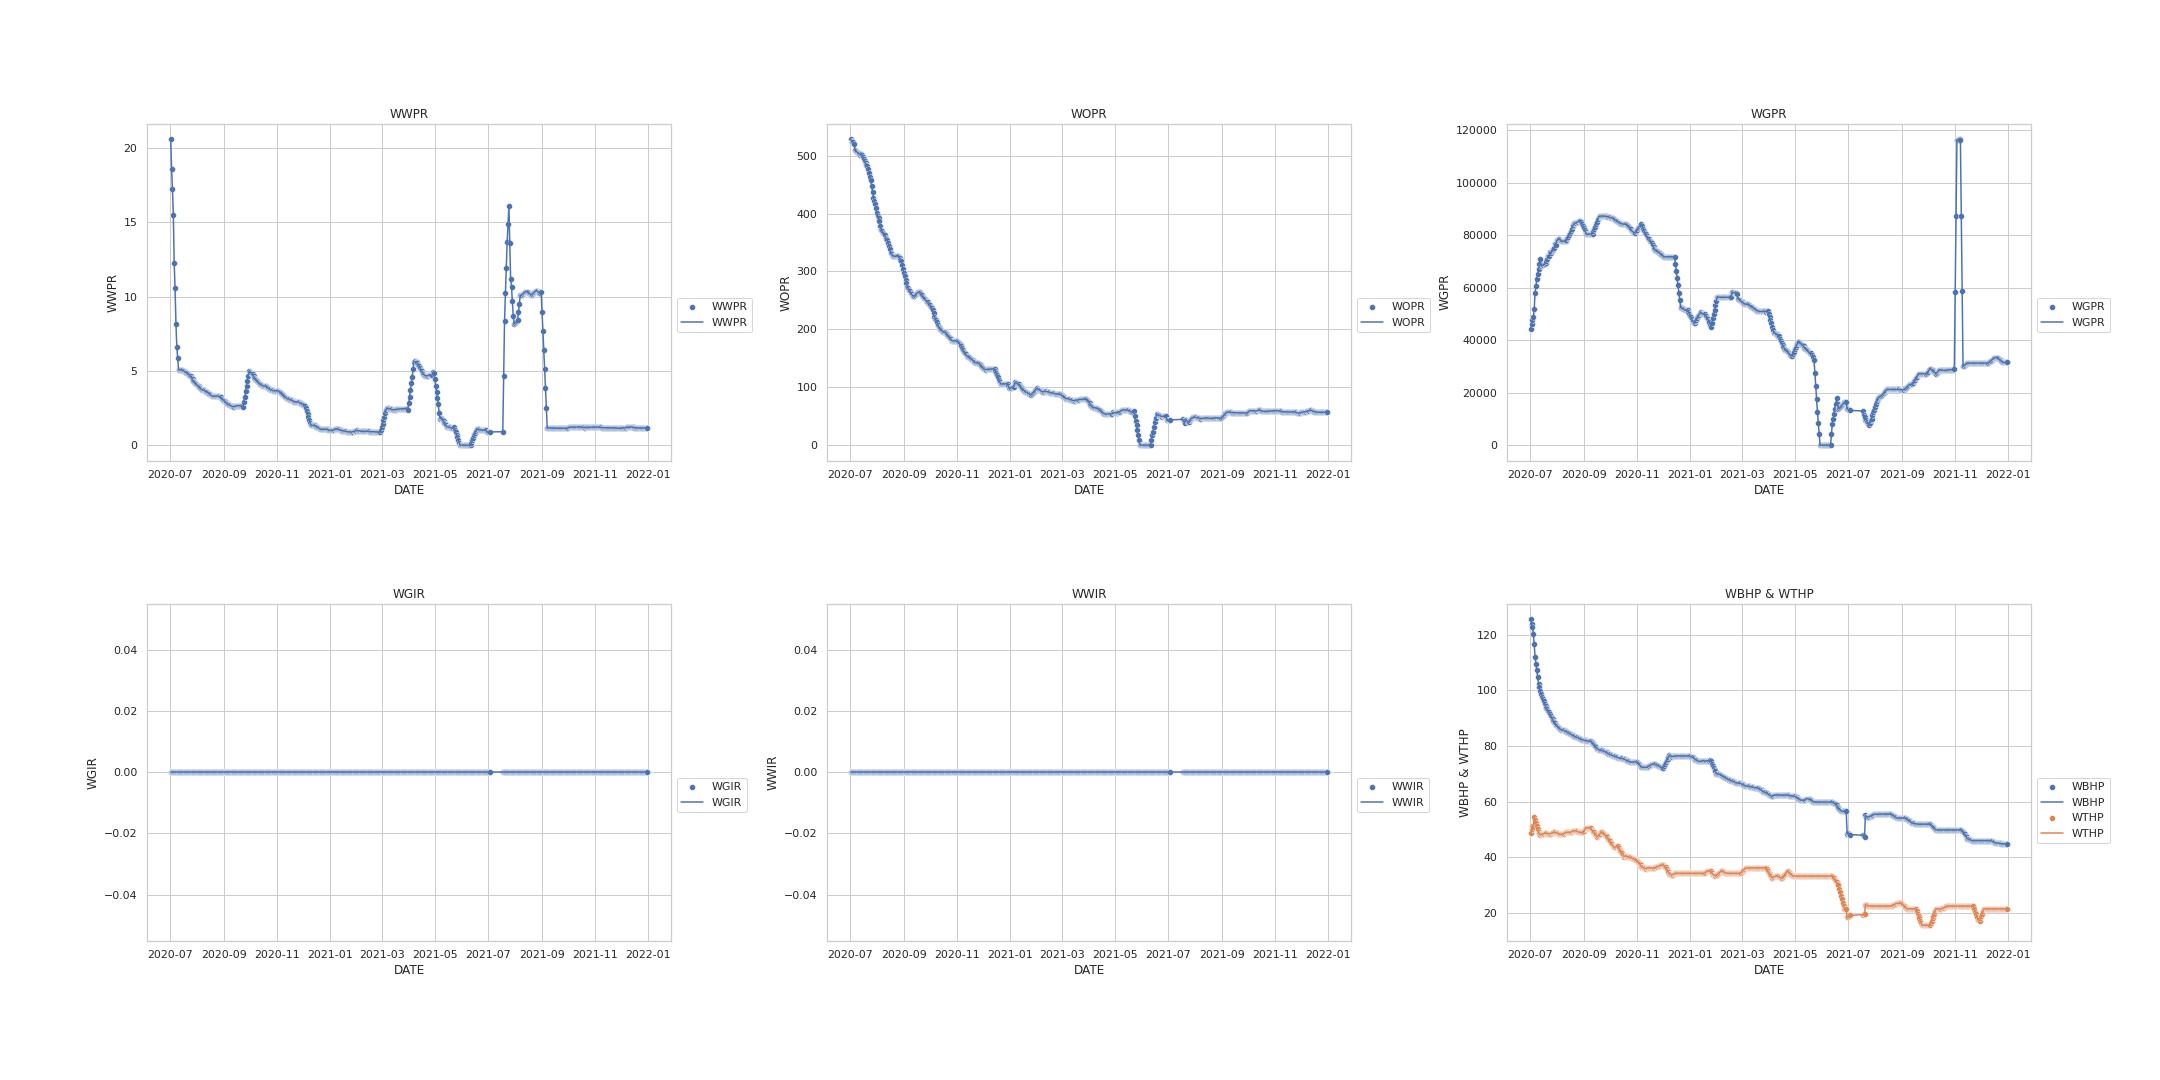 WWPR
20
15
10
5
0
WWPR
2020-07 2020-09 2020-11 2021-01 2021-03 2021-05 2021-07 2021-09 2021-11 2022-01
DATE
WWPR
WWPR
WOPR
500
400
300
200
100
0
WOPR
2020-07 2020-09 2020-11 2021-01 2021-03 2021-05 2021-07 2021-09 2021-11 2022-01
DATE
WOPR
WOPR
WGPR
120000
100000
80000
60000
40000
20000
0
WGPR
2020-07 2020-09 2020-11 2021-01 2021-03 2021-05 2021-07 2021-09 2021-11 2022-01
DATE
WGPR
WGPR
WGIR
0.04
0.02
0.00
−0.02
−0.04
WGIR
2020-07 2020-09 2020-11 2021-01 2021-03 2021-05 2021-07 2021-09 2021-11 2022-01
DATE
WGIR
WGIR
WWIR
0.04
0.02
0.00
−0.02
−0.04
WWIR
2020-07 2020-09 2020-11 2021-01 2021-03 2021-05 2021-07 2021-09 2021-11 2022-01
DATE
WWIR
WWIR
WBHP & WTHP
120
100
80
60
40
20
WBHP & WTHP
2020-07 2020-09 2020-11 2021-01 2021-03 2021-05 2021-07 2021-09 2021-11 2022-01
DATE
WBHP
WBHP
WTHP
WTHP